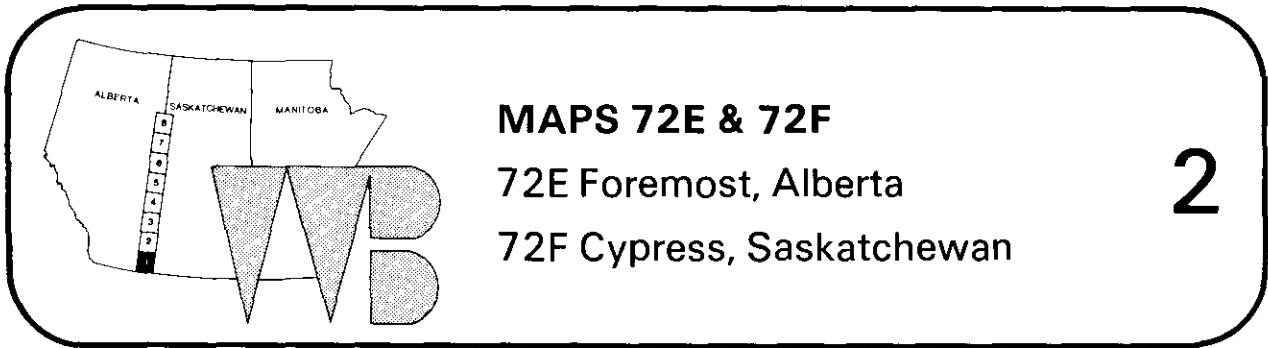 ALBERTA
SASKATCHEWAN
MANITOBA
8
7
6
5
4
3
2
1
WB
MAPS 72E & 72F
72E Foremost, Alberta
72F Cypress, Saskatchewan
2